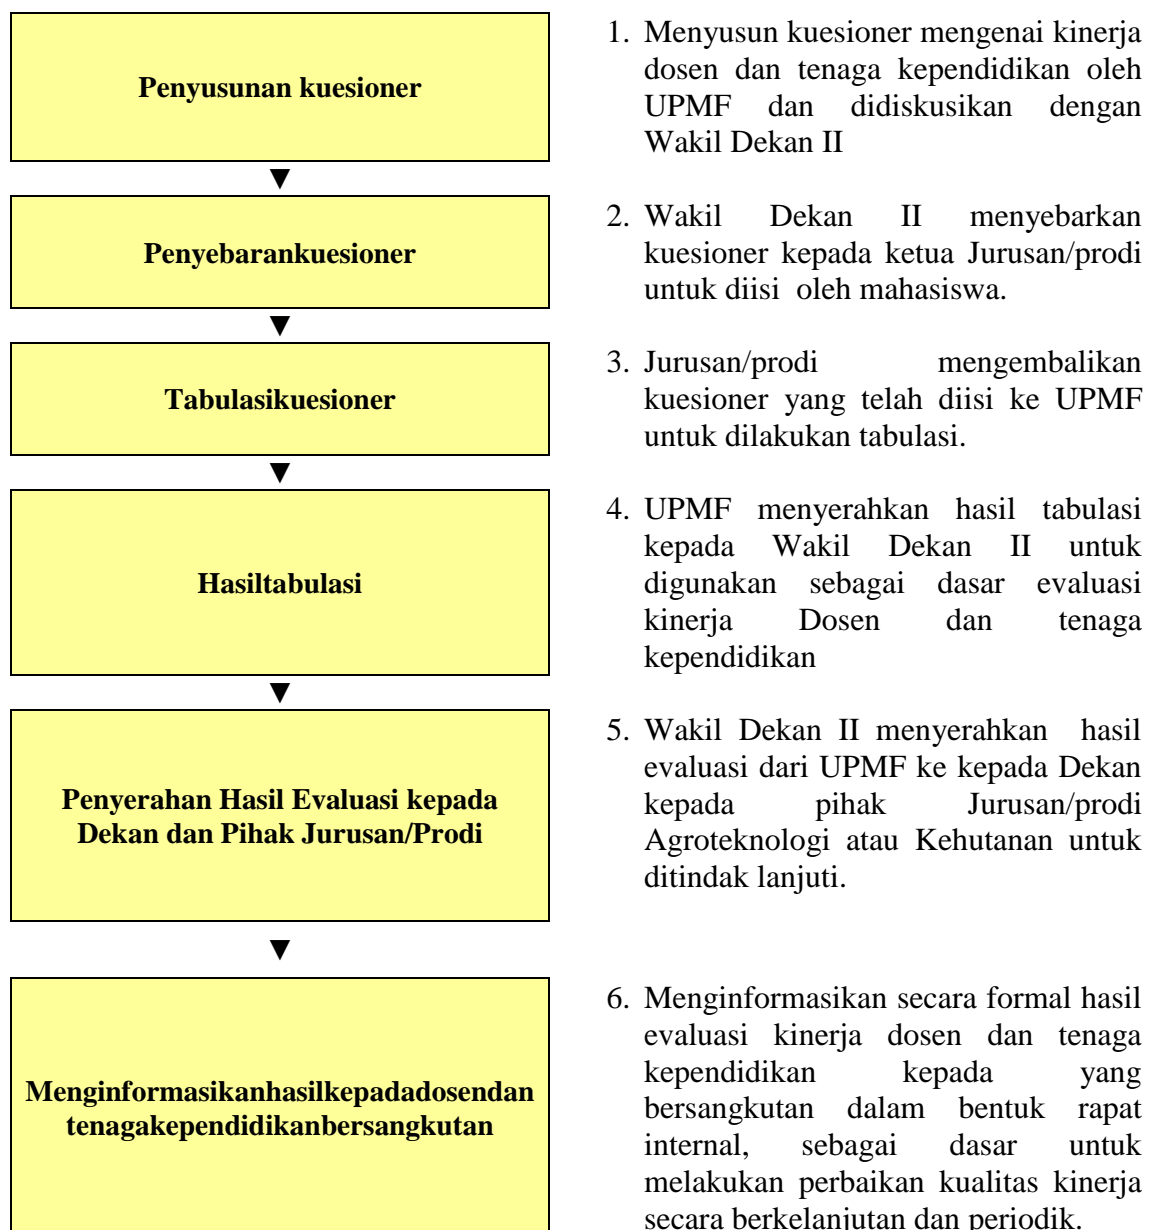 Penyusunan kuesioner
1. Menyusun kuesioner mengenai kinerja
dosen dan tenaga kependidikan oleh
UPMF dan didiskusikan dengan
Wakil Dekan II
Penyebarankuesioner
2. Wakil Dekan II menyebarkan
kuesioner kepada ketua Jurusan/prodi
untuk diisi oleh mahasiswa.
Tabulasikuesioner
3. Jurusan/prodi mengembalikan
kuesioner yang telah diisi ke UPMF
untuk dilakukan tabulasi.
Hasiltabulasi
4. UPMF menyerahkan hasil tabulasi
kepada Wakil Dekan II untuk
digunakan sebagai dasar evaluasi
kinerja Dosen dan tenaga
kependidikan
Penyerahan Hasil Evaluasi kepada
Dekan dan Pihak Jurusan/Prodi
5. Wakil Dekan II menyerahkan hasil
evaluasi dari UPMF ke kepada Dekan
kepada pihak Jurusan/prodi
Agroteknologi atau Kehutanan untuk
ditindak lanjuti.
Menginformasikanhasilkepadadosendan
tenagakependidikanbersangkutan
6. Menginformasikan secara formal hasil
evaluasi kinerja dosen dan tenaga
kependidikan kepada yang
bersangkutan dalam bentuk rapat
internal, sebagai dasar untuk
melakukan perbaikan kualitas kinerja
secara berkelanjutan dan periodik.